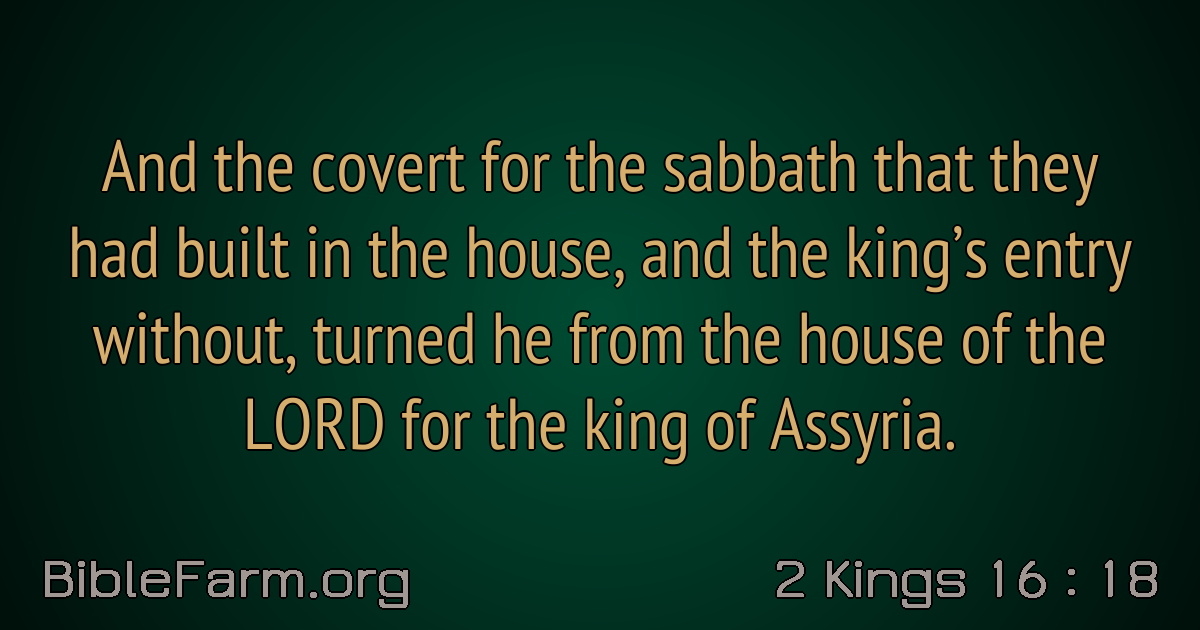 And the covert for the sabbath that they
had built in the house, and the king’s entry
without, turned he from the house of the
LORD for the king of Assyria.
BibleFarm.org
2 Kings 16 : 18